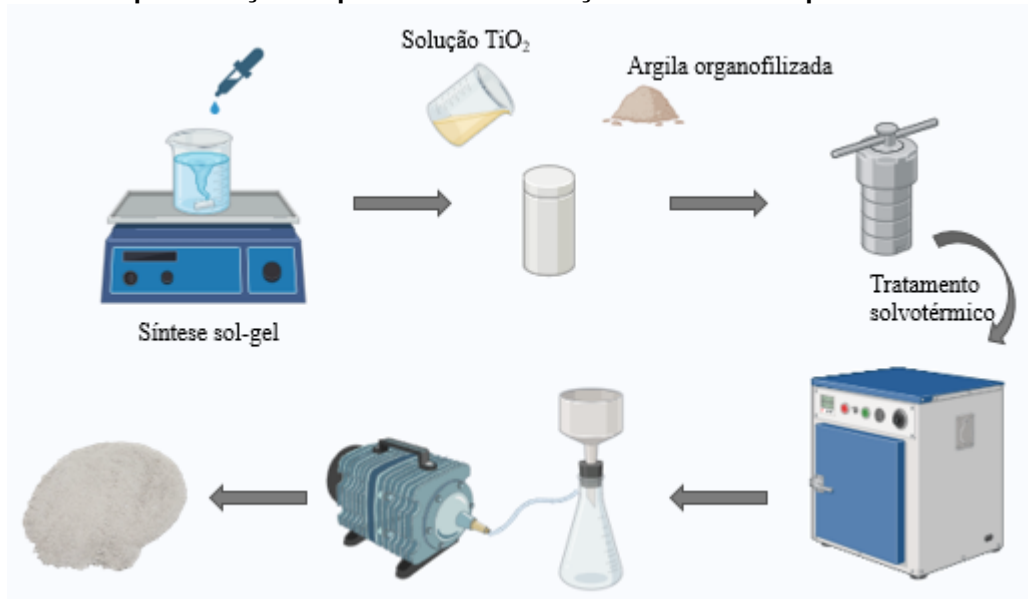 Solução TiO₂
Argila organofilizada
Síntese sol-gel
Tratamento
solvotérmico